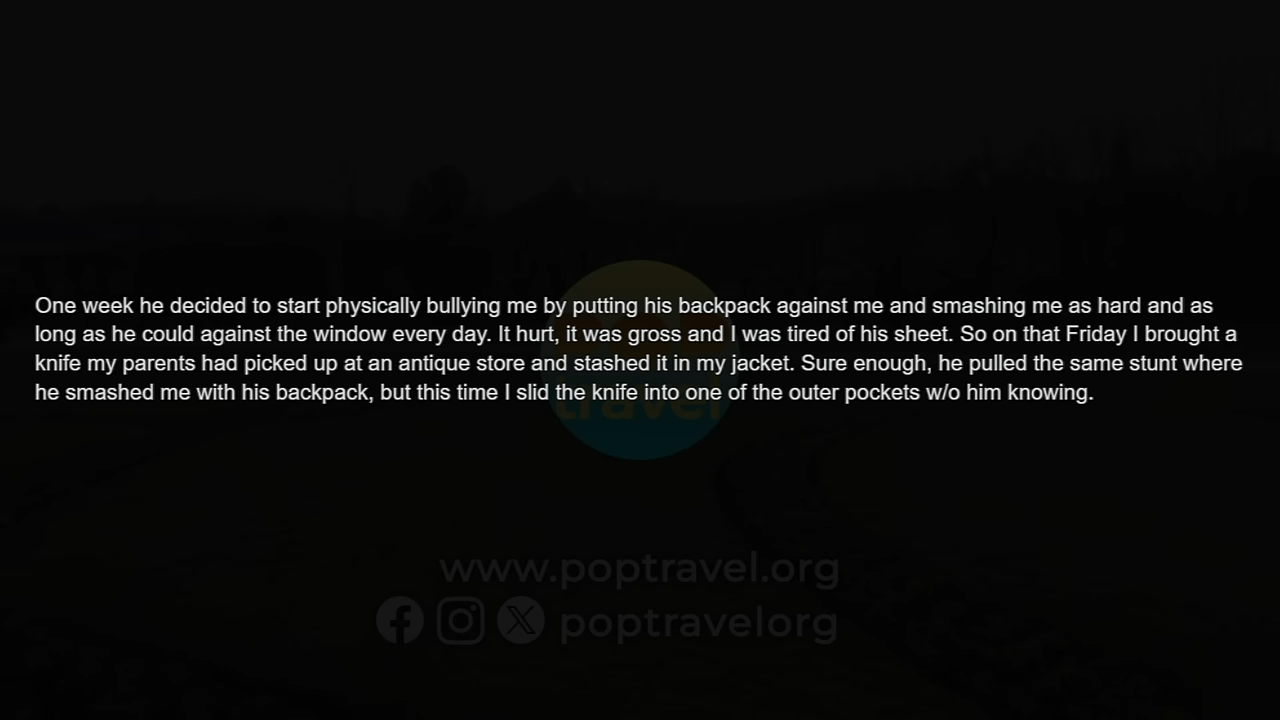 One week he decided to start physically bullying me by putting his backpack against me and smashing me as hard and as
long as he could against the window every day. It hurt, it was gross and I was tired of his sheet. So on that Friday I brought a
knife my parents had picked up at an antique store and stashed it in my jacket. Sure enough, he pulled the same stunt where
he smashed me with his backpack, but this time I slid the knife into one of the outer pockets w/o him knowing.
travel
www.poptravel.org
poptravelorg